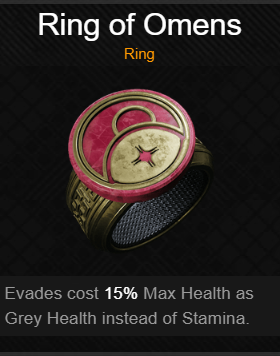 Ring of Omens
Ring
Evades cost 15% Max Health as
Grey Health instead of Stamina.